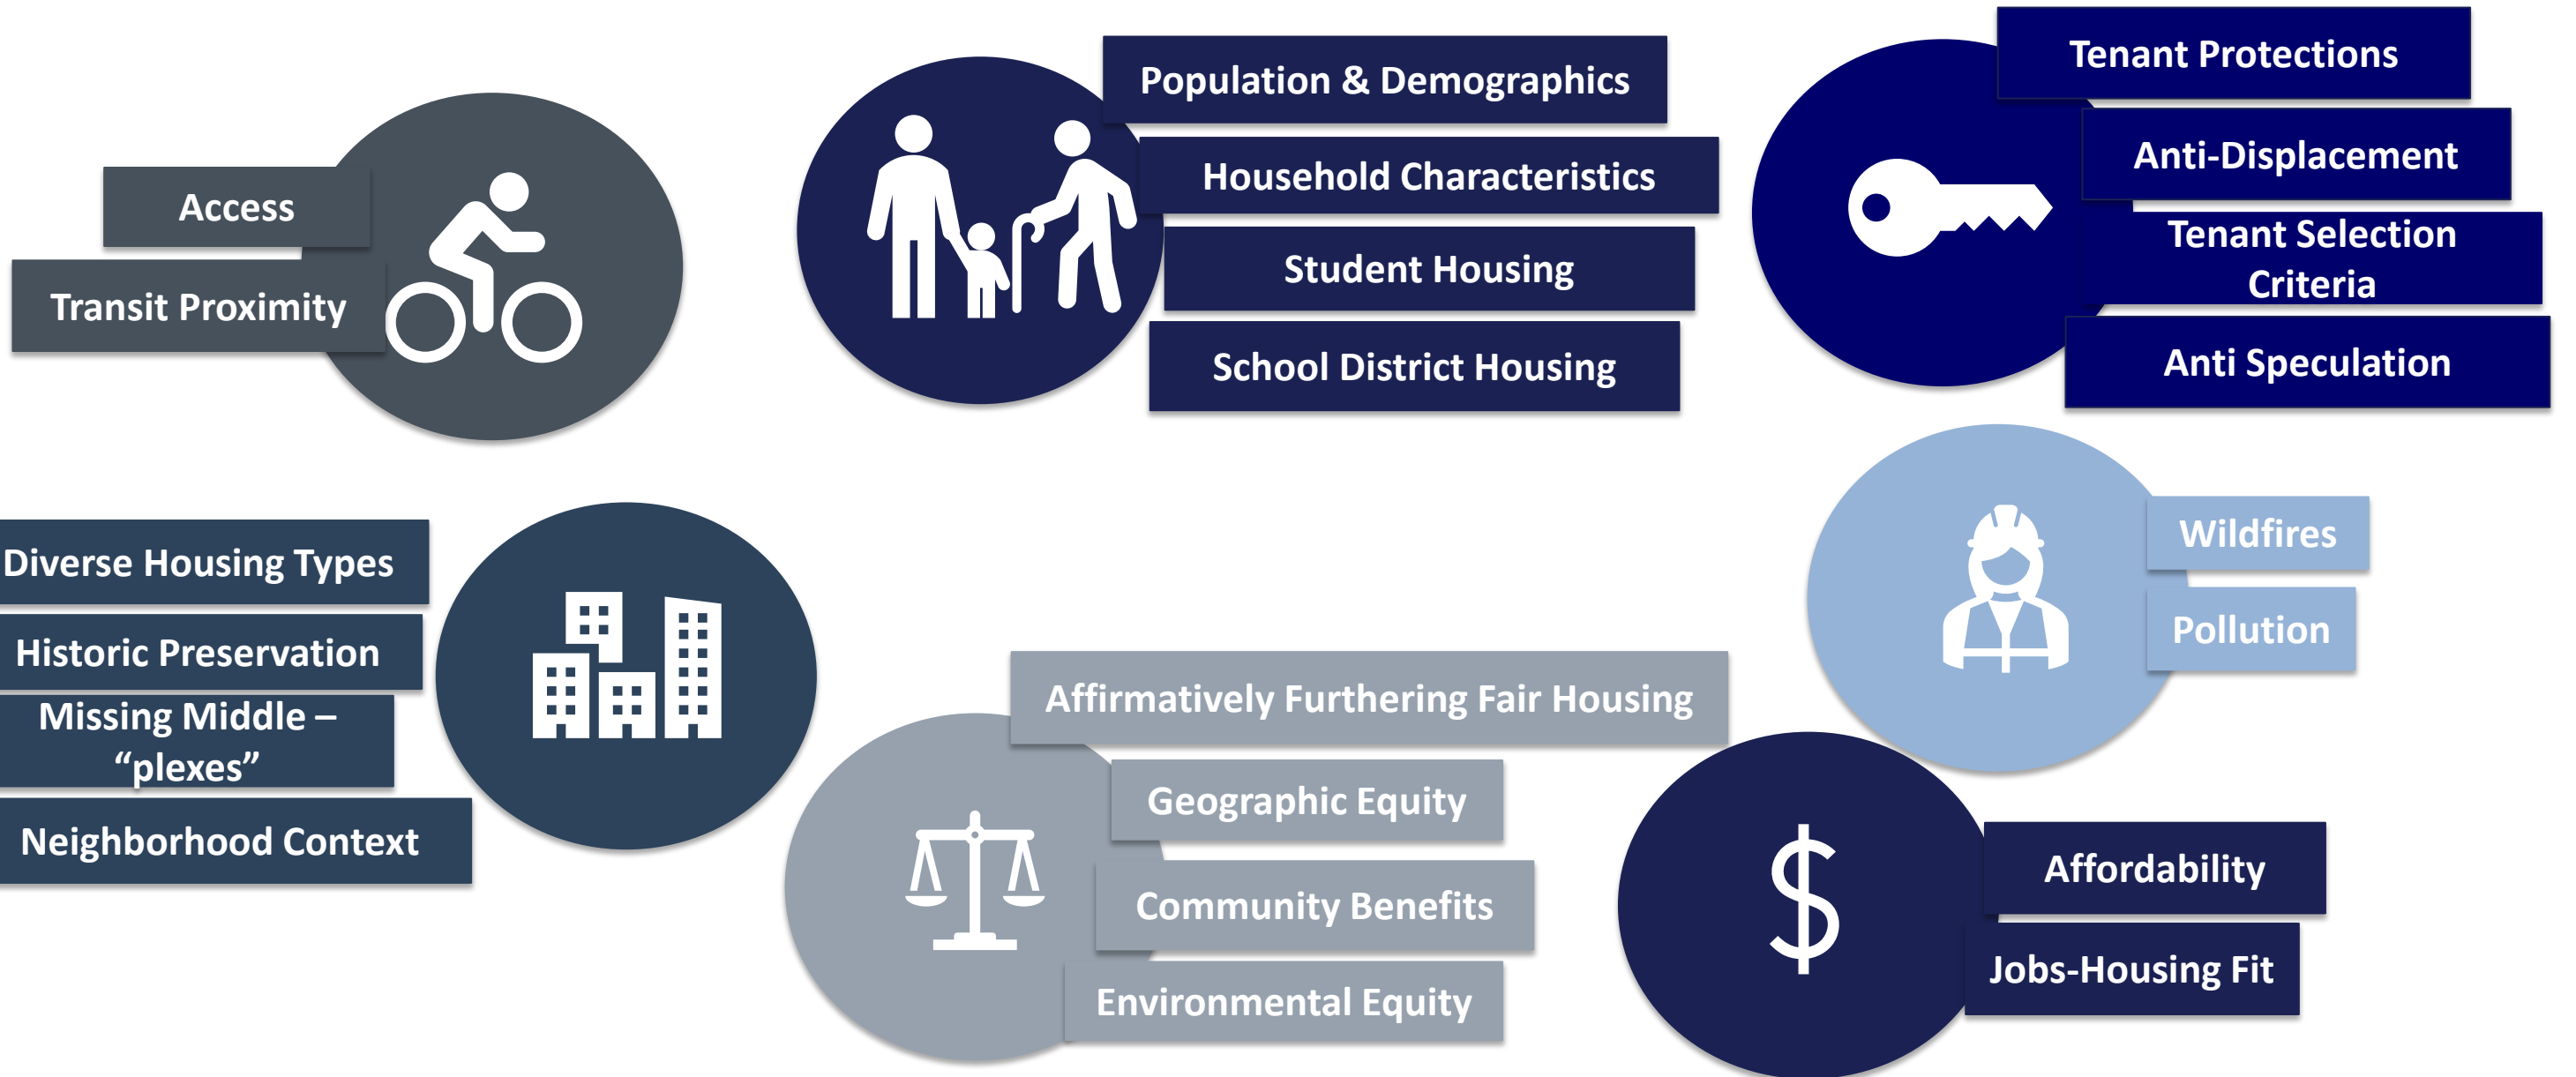 Access
Transit Proximity
Population & Demographics
Household Characteristics
Student Housing
School District Housing
Tenant Protections
Anti-Displacement
Tenant Selection
Criteria
Anti Speculation
Diverse Housing Types
Historic Preservation
Missing Middle –
“plexes”
Neighborhood Context
Affirmatively Furthering Fair Housing
Geographic Equity
Community Benefits
Environmental Equity
Wildfires
Pollution
$
Affordability
Jobs-Housing Fit